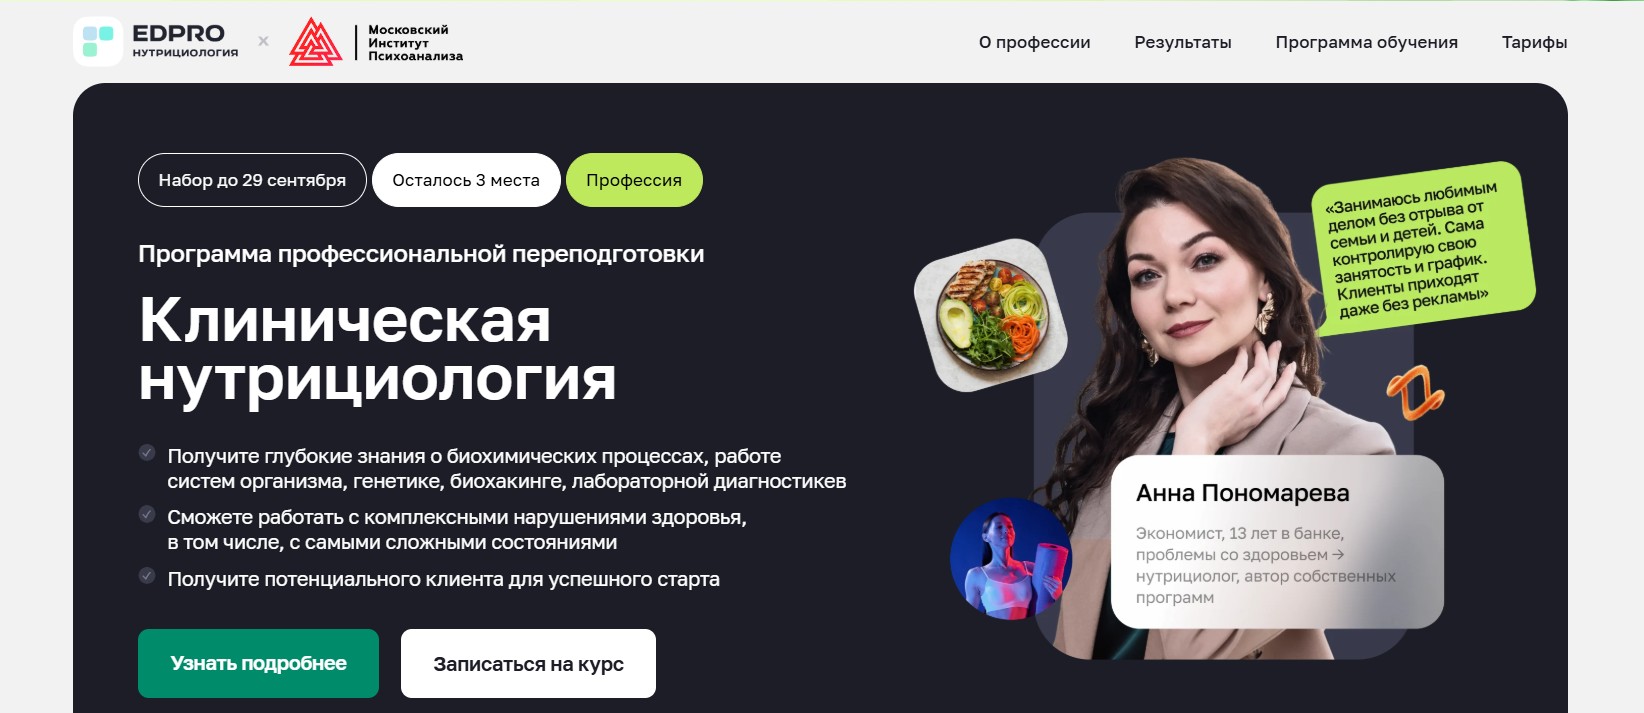 EDPRO
НУТРИЦИОЛОГИЯ
×
Московский
Институт
Психоанализа
О профессии
Результаты
Программа обучения
Тарифы
Набор до 29 сентября
Осталось 3 места
Профессия
Программа профессиональной переподготовки
Клиническая
нутрициология
Получите глубокие знания о биохимических процессах, работе
систем организма, генетике, биохакинге, лабораторной диагностикев
Сможете работать с комплексными нарушениями здоровья,
в том числе, с самыми сложными состояниями
Получите потенциального клиента для успешного старта
Узнать подробнее
Записаться на курс
«Занимаюсь любимым
делом без отрыва от
семьи и детей. Сама
контролирую свою
занятость и график.
Клиенты приходят
даже без рекламы»
Анна Пономарева
Экономист, 13 лет в банке,
проблемы со здоровьем →
нутрициолог, автор собственных
программ